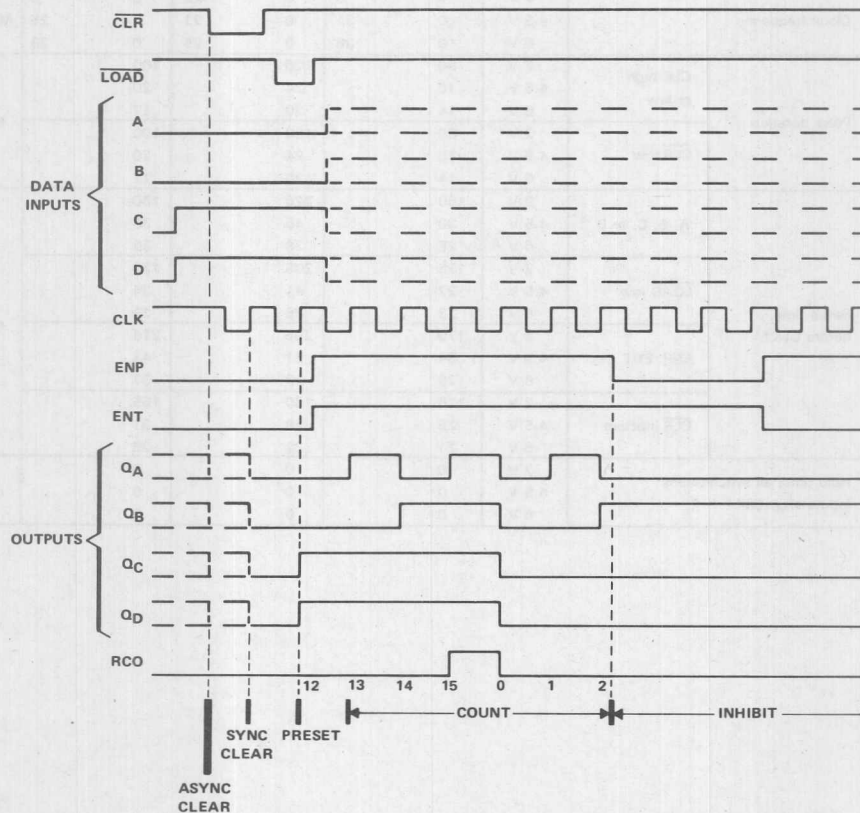 CLR
LOAD
A
B
DATA
INPUTS
C
D
CLK
ENP
ENT
QA
QB
OUTPUTS
QC
QD
RCO
12 13 14 15 0 1 2
COUNT
INHIBIT
SYNC
CLEAR
PRESET
ASYNC
CLEAR